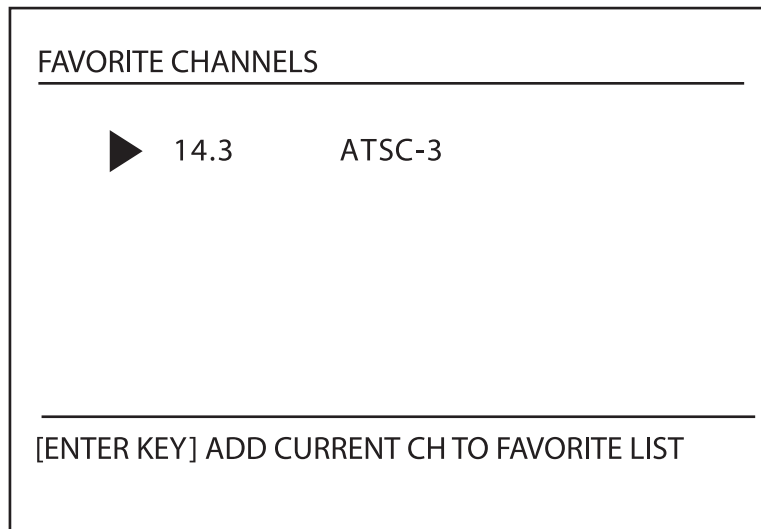 FAVORITE CHANNELS
14.3 ATSC-3
[ENTER KEY] ADD CURRENT CH TO FAVORITE LIST